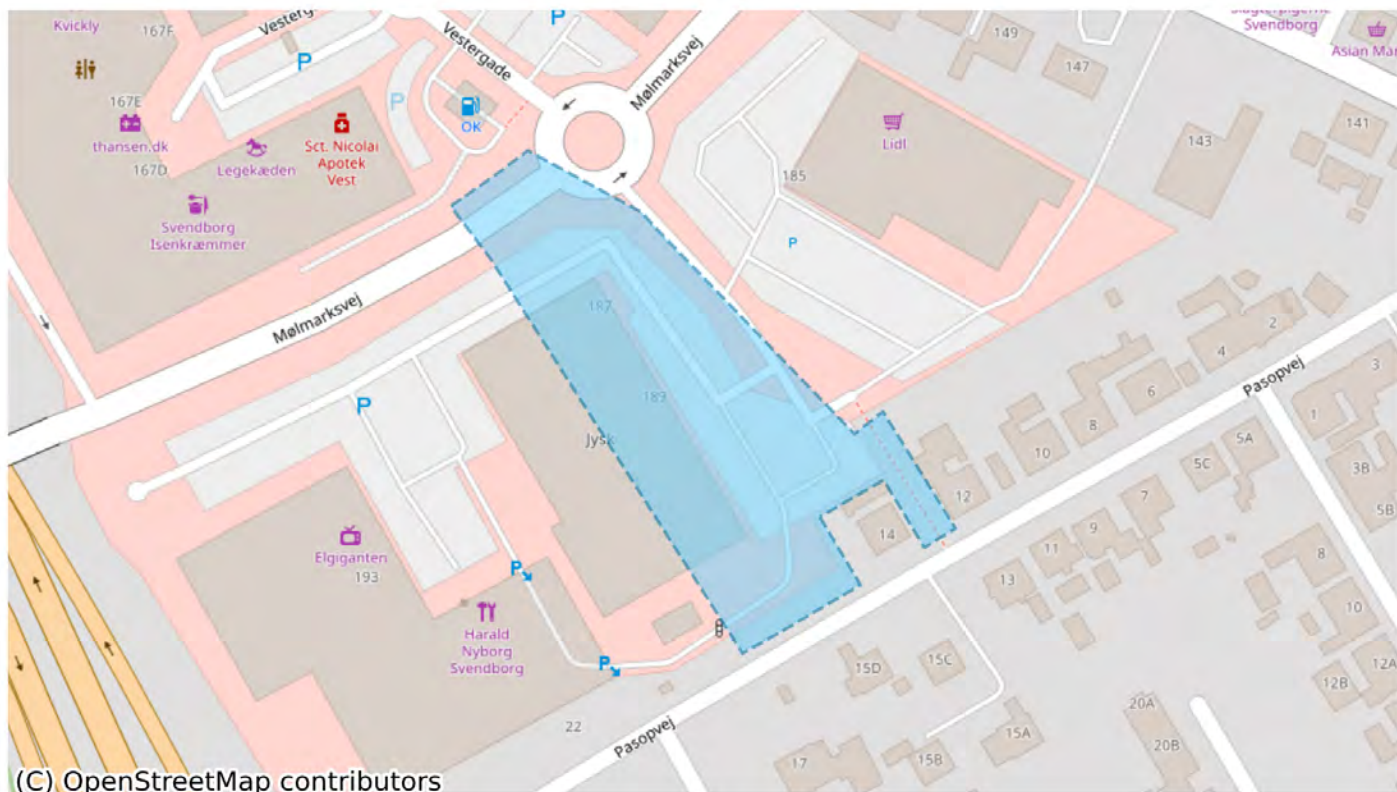 Kvickly
167F
Vestergade
P
Slagterpigerne
Svendborg
Asian Mar
149
147
Vestergade
Mølmarksvej
P
P
167E
OK
thansen.dk
Sct. Nicolai
Apotek
Vest
Legekæden
167D
Lidl
143
141
185
Svendborg
Isenkræmmer
P
Mølmarksvej
187
2
4
3
Pasopvej
6
189
P
8
1
Jysk
10
5A
5C
3B
12
7
5B
14
9
Elgiganten
193
11
8
P
13
10
Harald
Nyborg
Svendborg
P
15D
15C
12A
12B
22
Pasopvej
20A
15A
20B
17
15B
(C) OpenStreetMap contributors